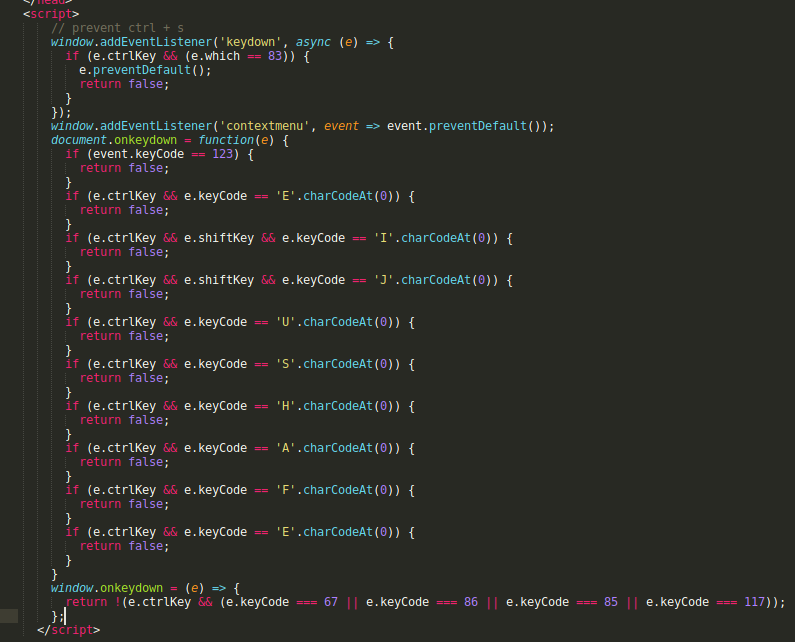 </head>
<script>
// prevent ctrl + s
window.addEventListener('keydown', async (e) => {
if (e.ctrlKey && (e.which == 83)) {
e.preventDefault();
return false;
}
});
window.addEventListener('contextmenu', event => event.preventDefault());
document.onkeydown = function(e) {
if (event.keyCode == 123) {
return false;
}
if (e.ctrlKey && e.keyCode == 'E'.charCodeAt(0)) {
return false;
}
if (e.ctrlKey && e.shiftKey && e.keyCode == 'I'.charCodeAt(0)) {
return false;
}
if (e.ctrlKey && e.shiftKey && e.keyCode == 'J'.charCodeAt(0)) {
return false;
}
if (e.ctrlKey && e.keyCode == 'U'.charCodeAt(0)) {
return false;
}
if (e.ctrlKey && e.keyCode == 'S'.charCodeAt(0)) {
return false;
}
if (e.ctrlKey && e.keyCode == 'H'.charCodeAt(0)) {
return false;
}
if (e.ctrlKey && e.keyCode == 'A'.charCodeAt(0)) {
return false;
}
if (e.ctrlKey && e.keyCode == 'F'.charCodeAt(0)) {
return false;
}
if (e.ctrlKey && e.keyCode == 'E'.charCodeAt(0)) {
return false;
}
}
window.onkeydown = (e) => {
return !(e.ctrlKey && (e.keyCode === 67 || e.keyCode === 86 || e.keyCode === 85 || e.keyCode === 117));
};
</script>